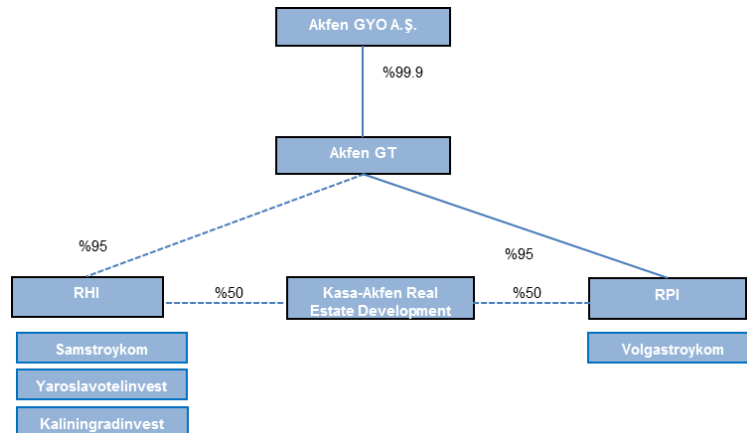 Akfen GYO A.Ş.
%99.9
Akfen GT
%95
%95
RHI
%50
Kasa-Akfen Real
Estate Development
%50
RPI
Samstroykom
Volgastroykom
Yaroslavotelinvest
Kaliningradinvest